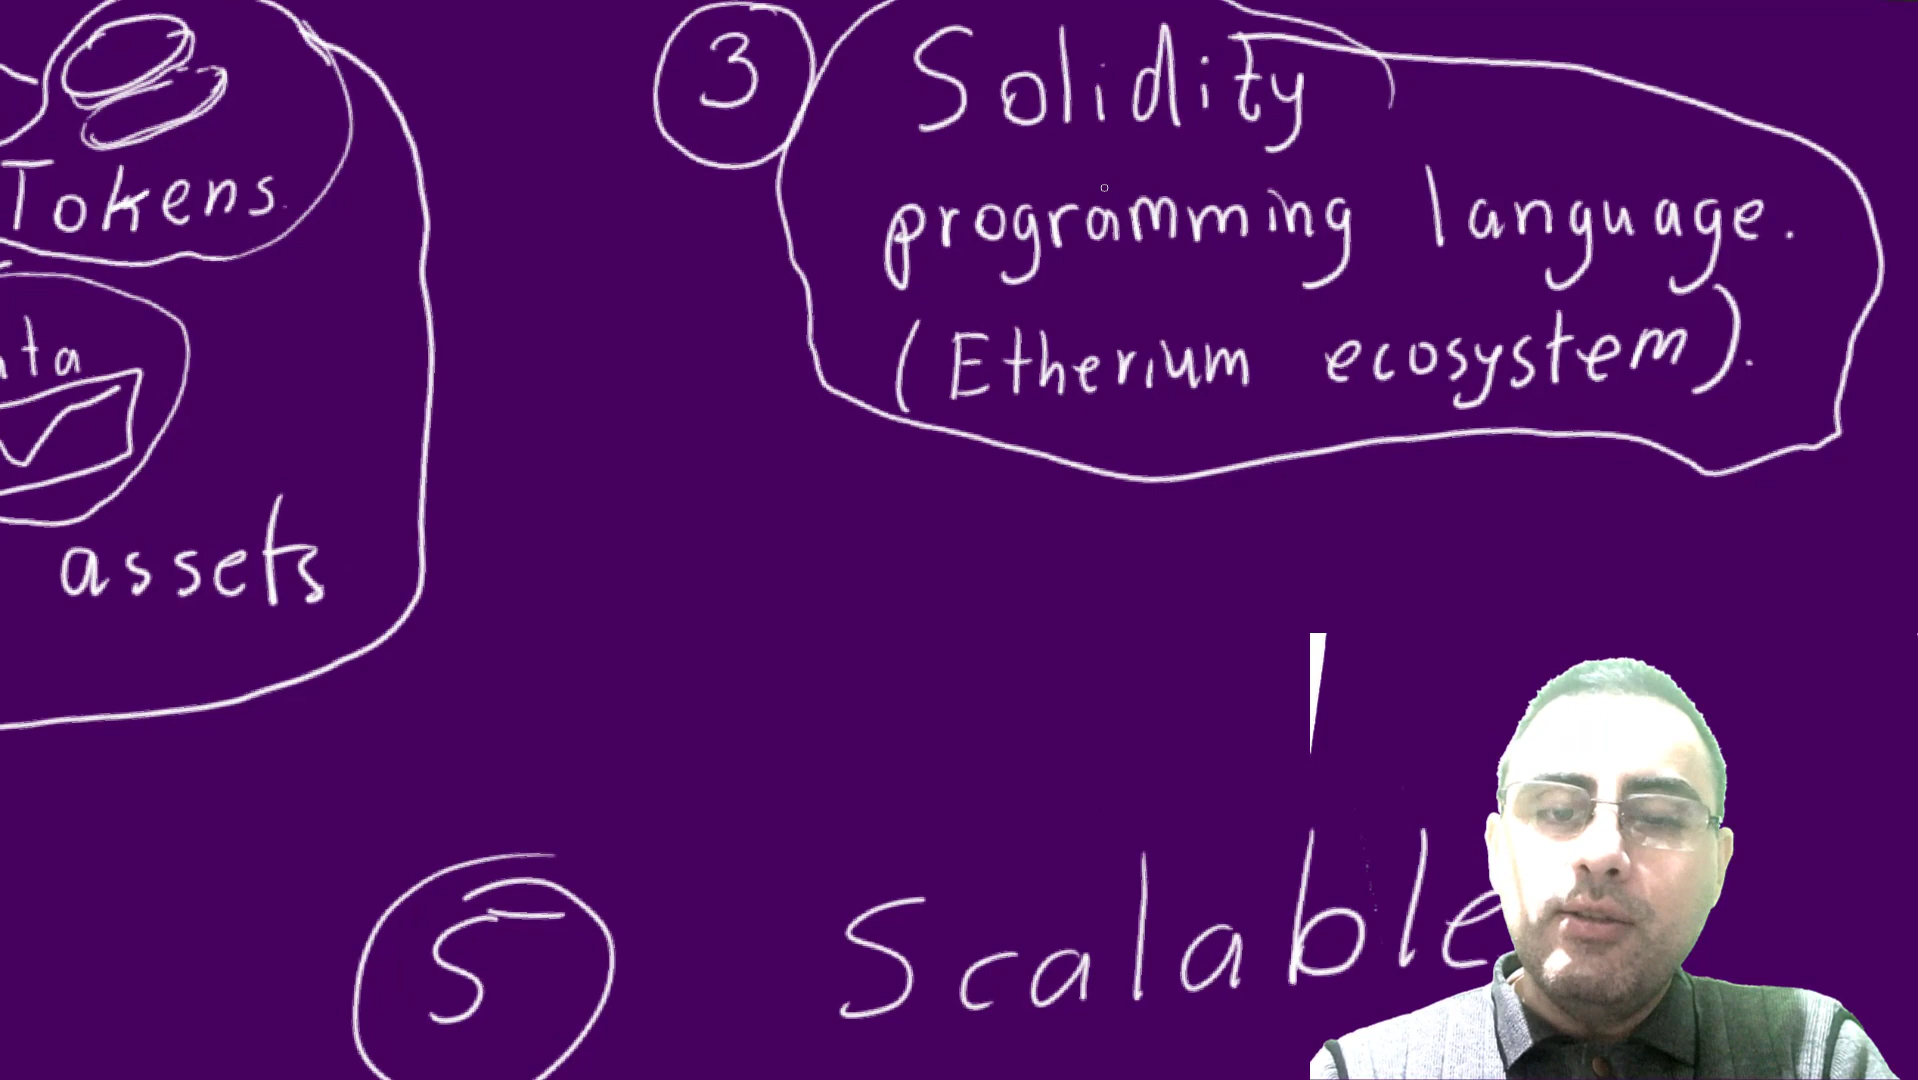 3
Solidity
programming language.
(Etherium ecosystem).
Tokens.
assets
5
Scalable